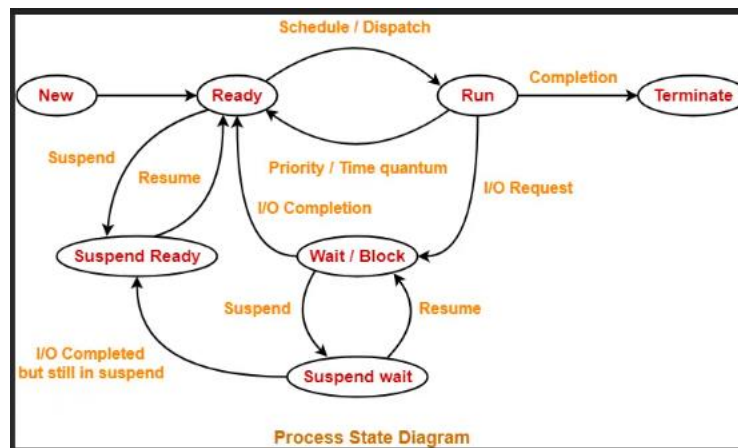 Schedule / Dispatch
New
Ready
Run
Completion
Terminate
Suspend
Resume
Priority / Time quantum
I/O Request
I/O Completion
Suspend Ready
Wait / Block
Suspend
Resume
I/O Completed
but still in suspend
Suspend wait
Process State Diagram